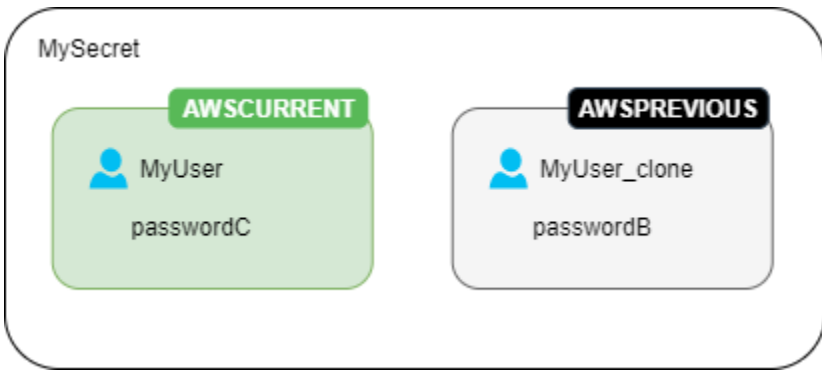 MySecret
AWSCURRENT
MyUser
passwordC
AWSPREVIOUS
MyUser_clone
passwordB